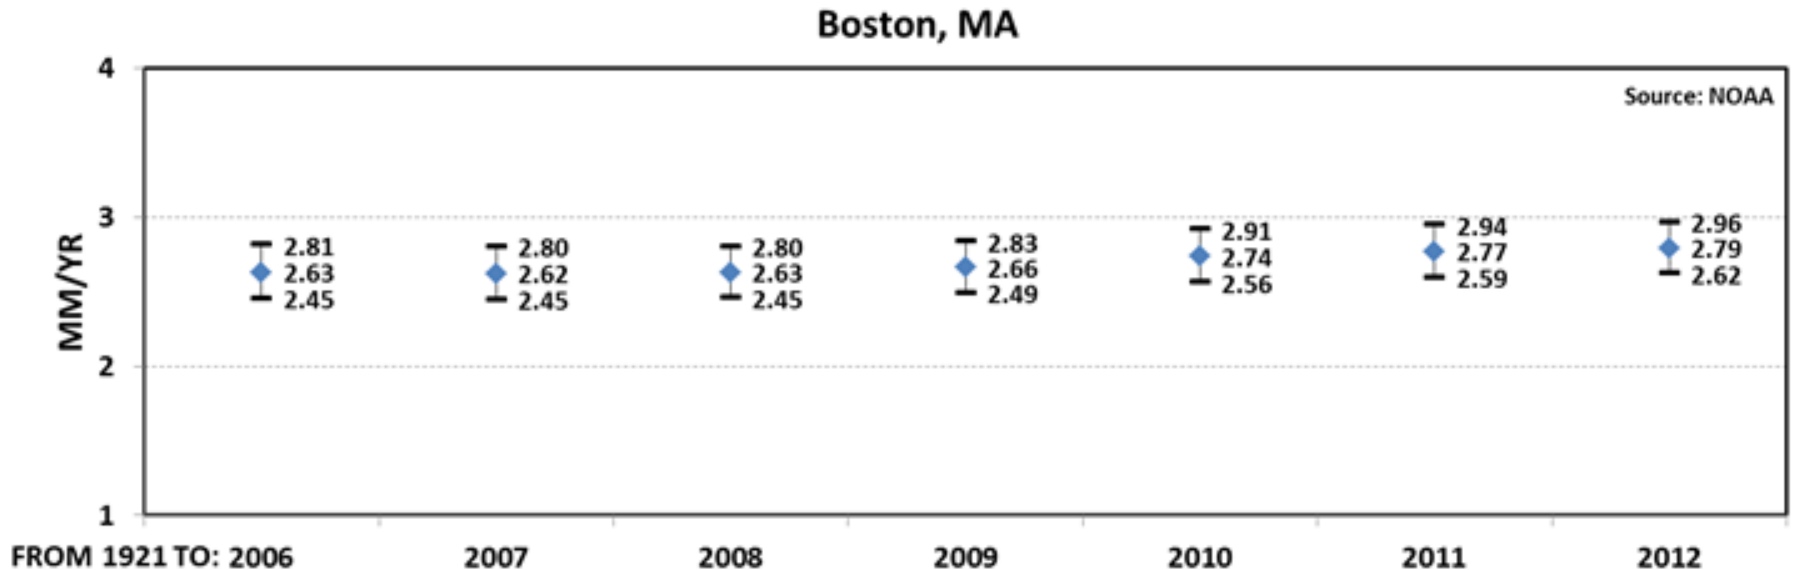 Boston, MA
4
Source: NOAA
3
2.81 2.80 2.80 2.83 2.91 2.94 2.96
2.63 2.62 2.63 2.66 2.74 2.77 2.79
2.45 2.45 2.45 2.49 2.56 2.59 2.62
MM/YR
2
1
FROM 1921 TO: 2006 2007 2008 2009 2010 2011 2012